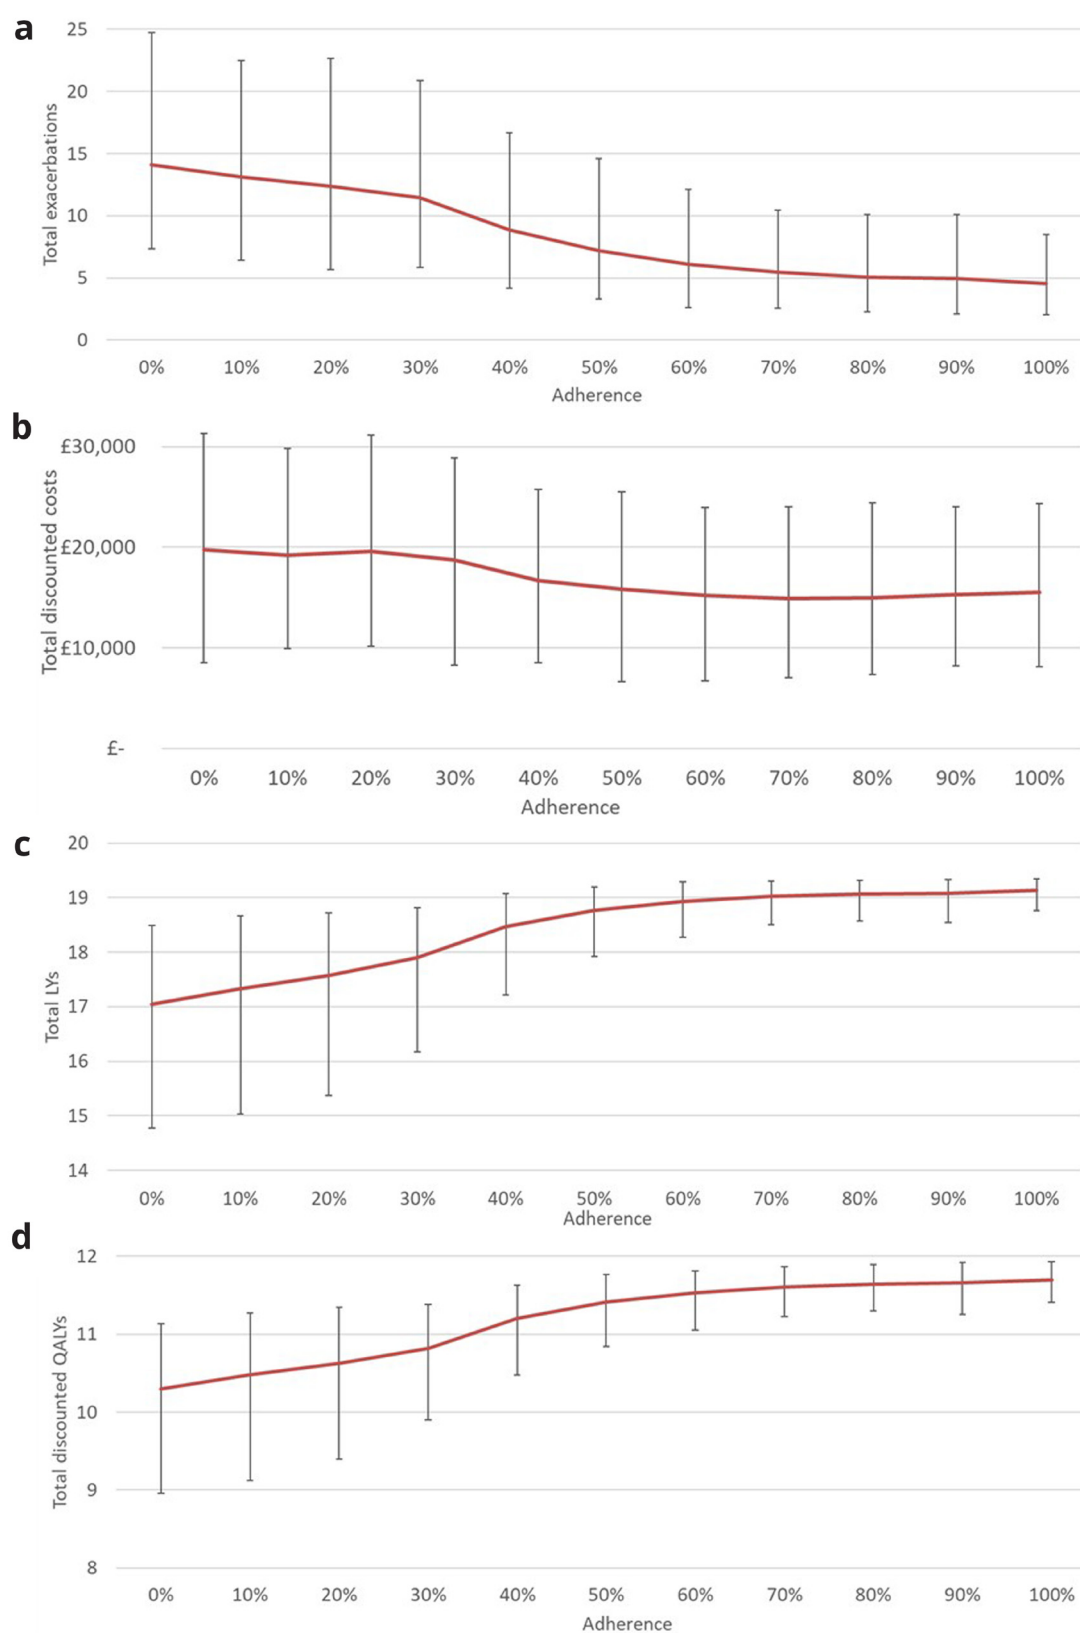 a
Total exacerbations
25
20
15
10
5
0
0% 10% 20% 30% 40% 50% 60% 70% 80% 90% 100%
Adherence
b
Total discounted costs
£30,000
£20,000
£10,000
£-
0% 10% 20% 30% 40% 50% 60% 70% 80% 90% 100%
Adherence
c
Total LYs
20
19
18
17
16
15
14
0% 10% 20% 30% 40% 50% 60% 70% 80% 90% 100%
Adherence
d
Total discounted QALYs
12
11
10
9
8
0% 10% 20% 30% 40% 50% 60% 70% 80% 90% 100%
Adherence